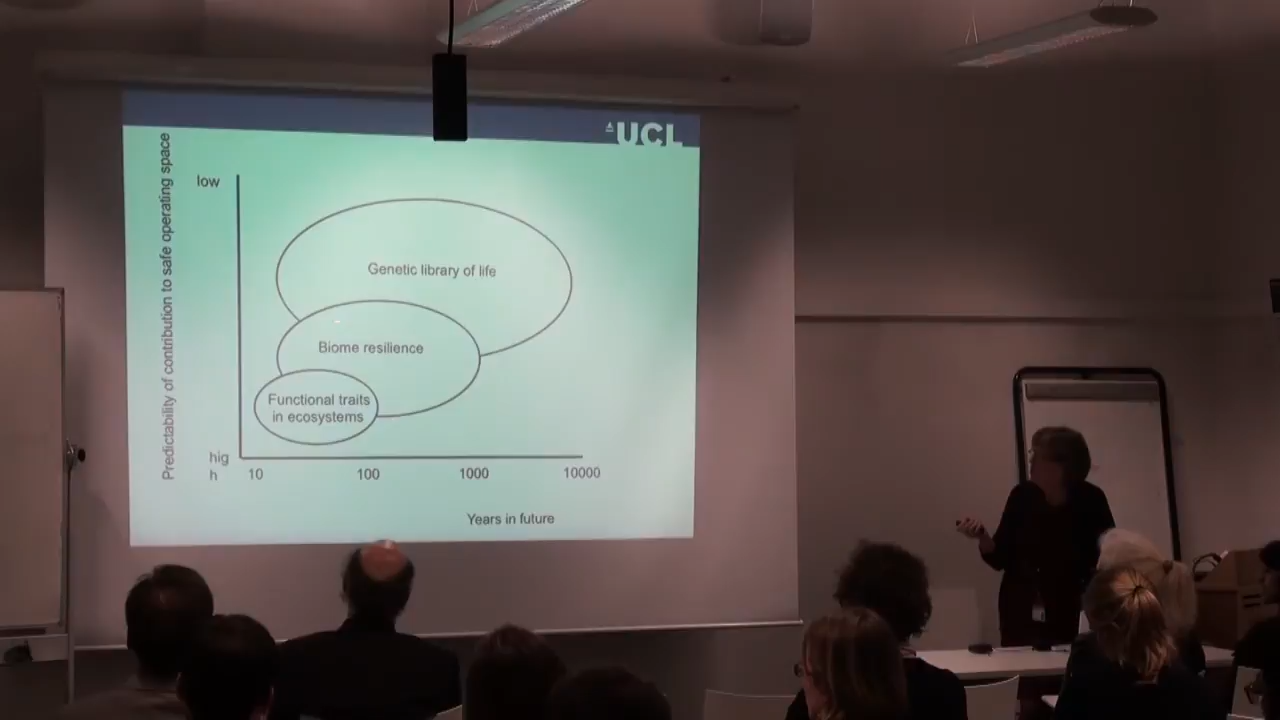 UCL
Predictability of contribution to safe operating space
low
Genetic library of life
Biome resilience
Functional traits
in ecosystems
hig
h
10 100 1000 10000
Years in future